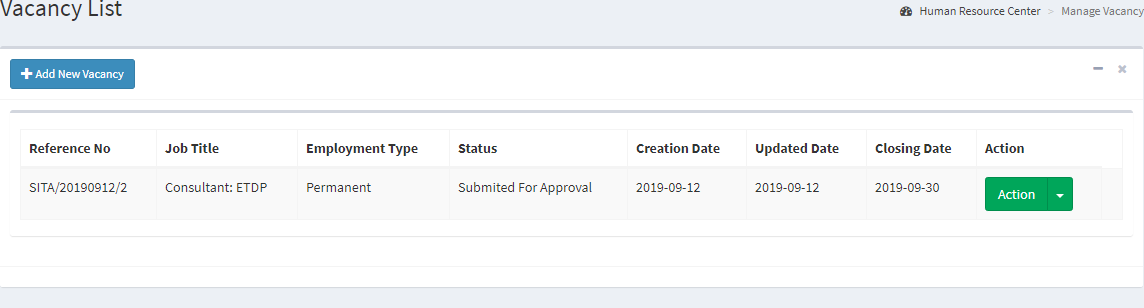 Vacancy List
Human Resource Center > Manage Vacancy
Add New Vacancy
Reference No Job Title Employment Type Status Creation Date Updated Date Closing Date Action
SITA/20190912/2 Consultant: ETDP Permanent Submited For Approval 2019-09-12 2019-09-12 2019-09-30 Action